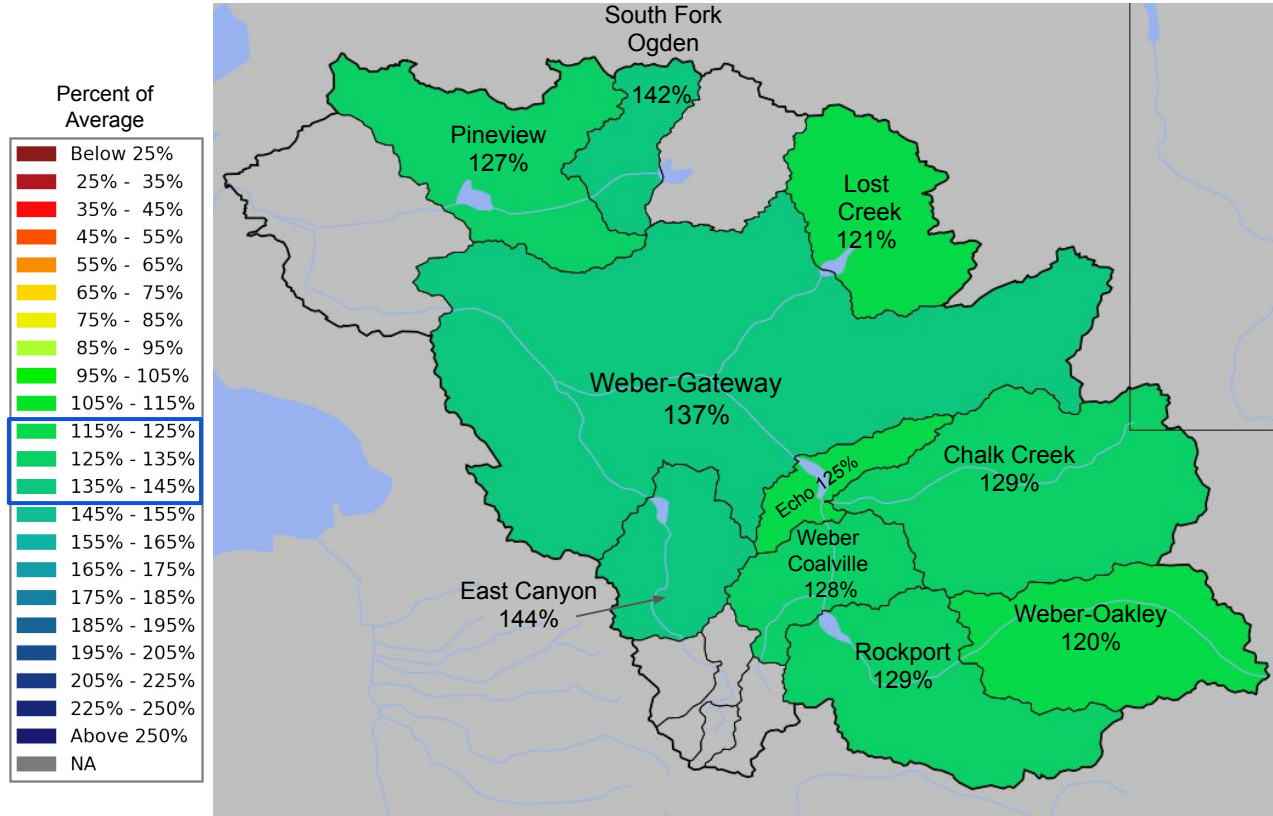 Percent of
Average
Below 25%
25% - 35%
35% - 45%
45% - 55%
55% - 65%
65% - 75%
75% - 85%
85% - 95%
95% - 105%
105% - 115%
115% - 125%
125% - 135%
135% - 145%
145% - 155%
155% - 165%
165% - 175%
175% - 185%
185% - 195%
195% - 205%
205% - 225%
225% - 250%
Above 250%
NA
South Fork
Ogden
142%
Pineview
127%
Lost
Creek
121%
Weber-Gateway
137%
Echo 125%
Chalk Creek
129%
Weber
Coalville
128%
East Canyon
144%
Rockport
129%
Weber-Oakley
120%